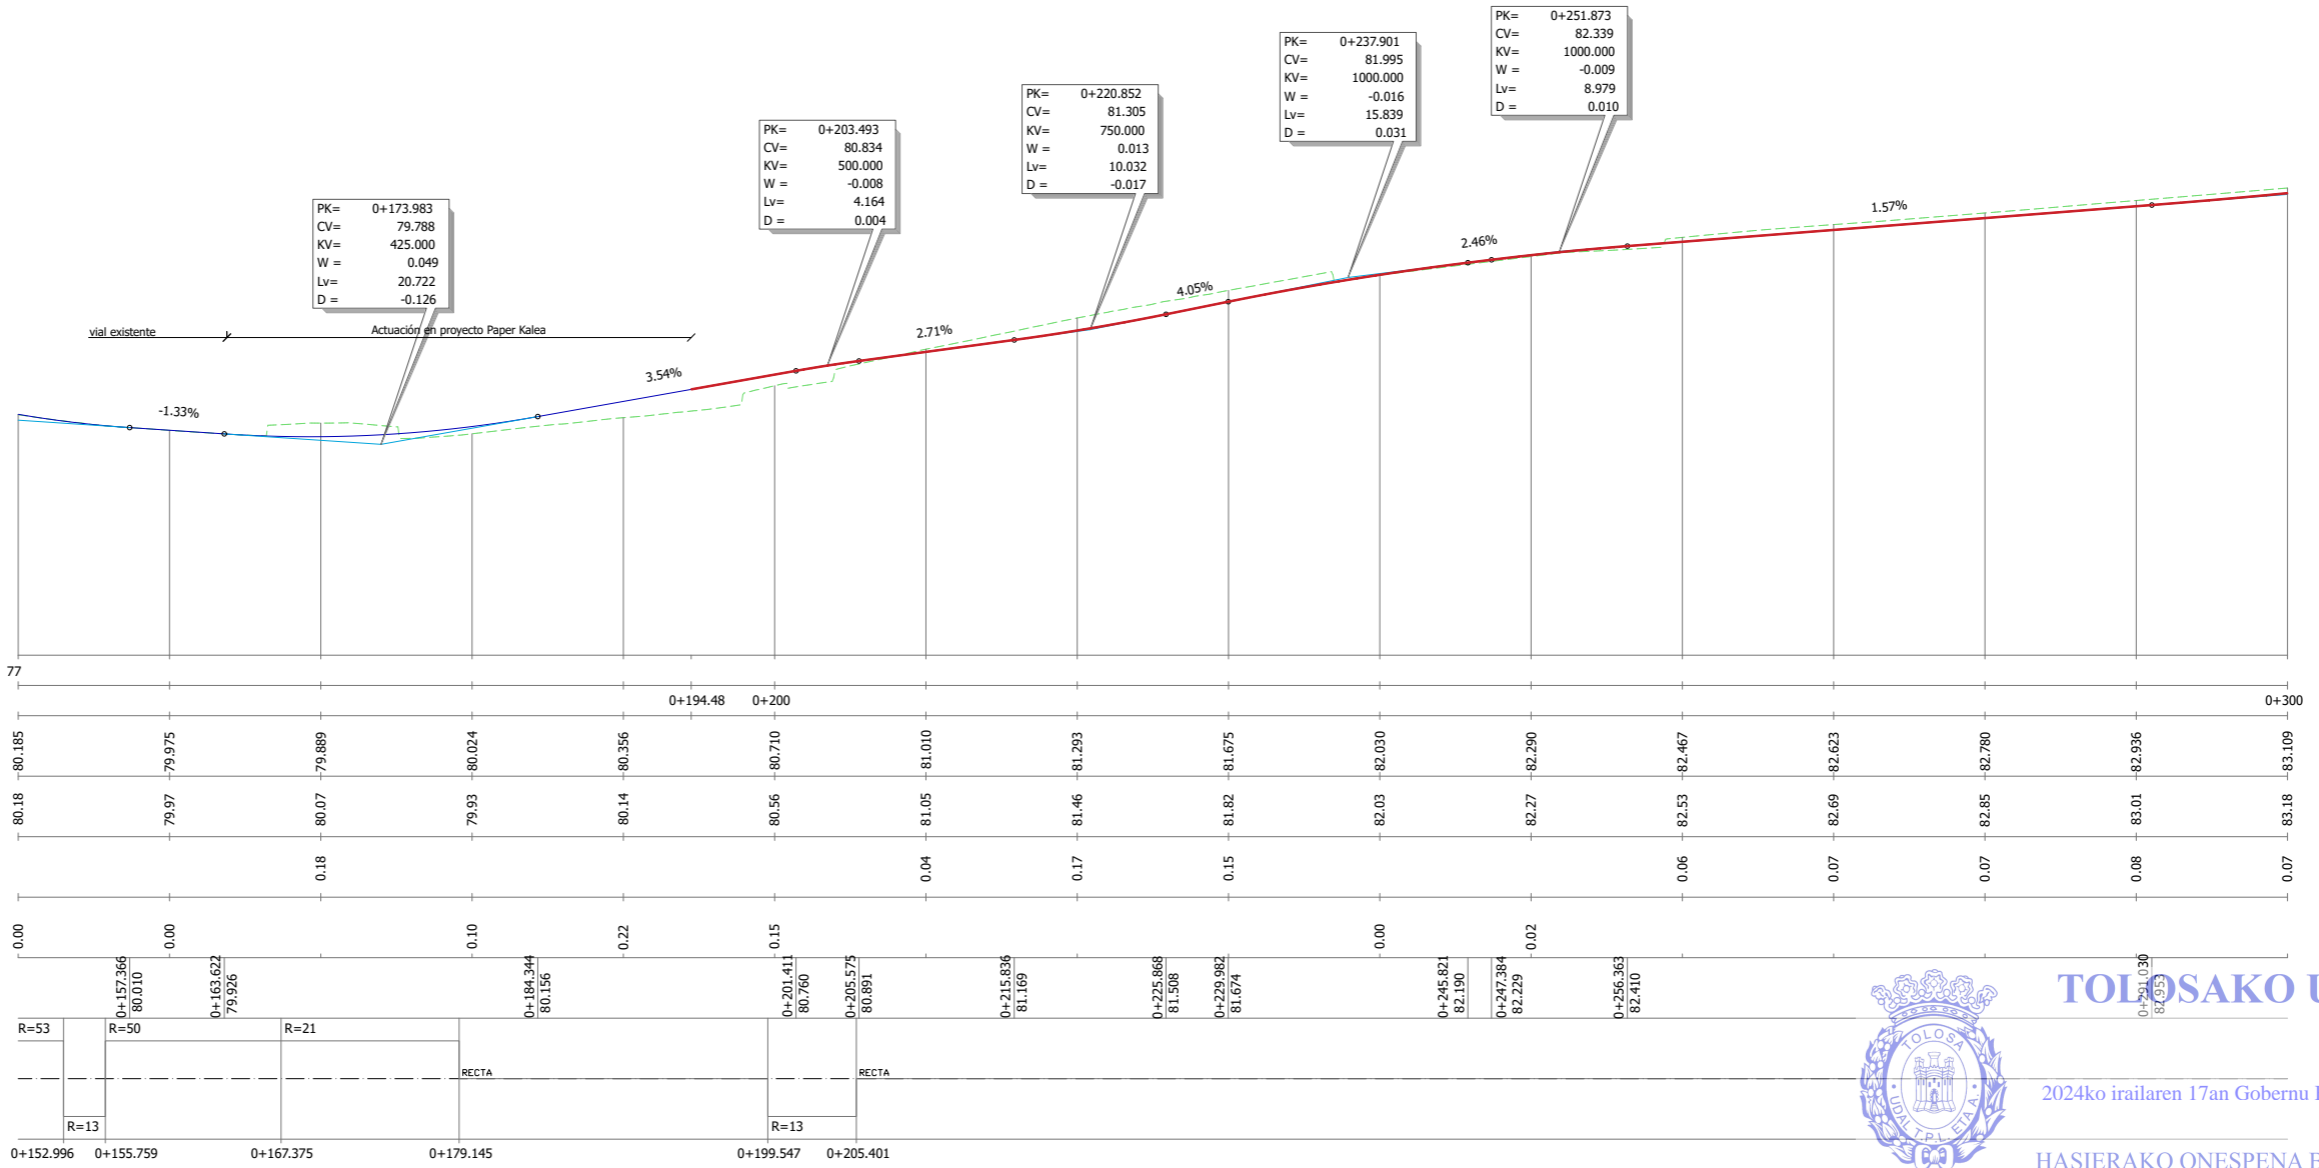 PK= 0+251.873
CV= 82.339
KV= 1000.000
W = -0.009
Lv= 8.979
D = 0.010
PK= 0+237.901
CV= 81.995
KV= 1000.000
W = -0.016
Lv= 15.839
D = 0.031
PK= 0+220.852
CV= 81.305
KV= 750.000
W = 0.013
Lv= 10.032
D = -0.017
PK= 0+203.493
CV= 80.834
KV= 500.000
W = -0.008
Lv= 4.164
D = 0.004
PK= 0+173.983
CV= 79.788
KV= 425.000
W = 0.049
Lv= 20.722
D = -0.126
vial existente
Actuación en proyecto Paper Kalea
-1.33%
3.54%
2.71%
4.05%
2.46%
1.57%
77
0+194.48 0+200 0+300
80.185 79.975 79.889 80.024 80.356 80.710 81.010 81.293 81.675 82.030 82.290 82.467 82.623 82.780 82.936 83.109
80.18 79.97 80.07 79.93 80.14 80.56 81.05 81.46 81.82 82.03 82.27 82.53 82.69 82.85 83.01 83.18
0.18 0.04 0.17 0.15 0.06 0.07 0.07 0.08 0.07
0.00 0.00 0.10 0.22 0.15 0.00 0.02
0+157.366
80.010
0+163.622
79.926
0+184.344
80.156
0+201.411
80.760
0+205.575
80.891
0+215.836
81.169
0+225.868
81.508
0+229.982
81.674
0+245.821
82.190
0+247.384
82.229
0+256.363
82.410
0+291.030
82.953
R=53 R=50 R=21
RECTA RECTA
R=13 R=13
0+152.996 0+155.759 0+167.375 0+179.145 0+199.547 0+205.401
TOLOSAKO U
TOLOSA
UDAL T.P.L. ETA A.
2024ko irailaren 17an Gobernu
HASIERAKO ONESPENA